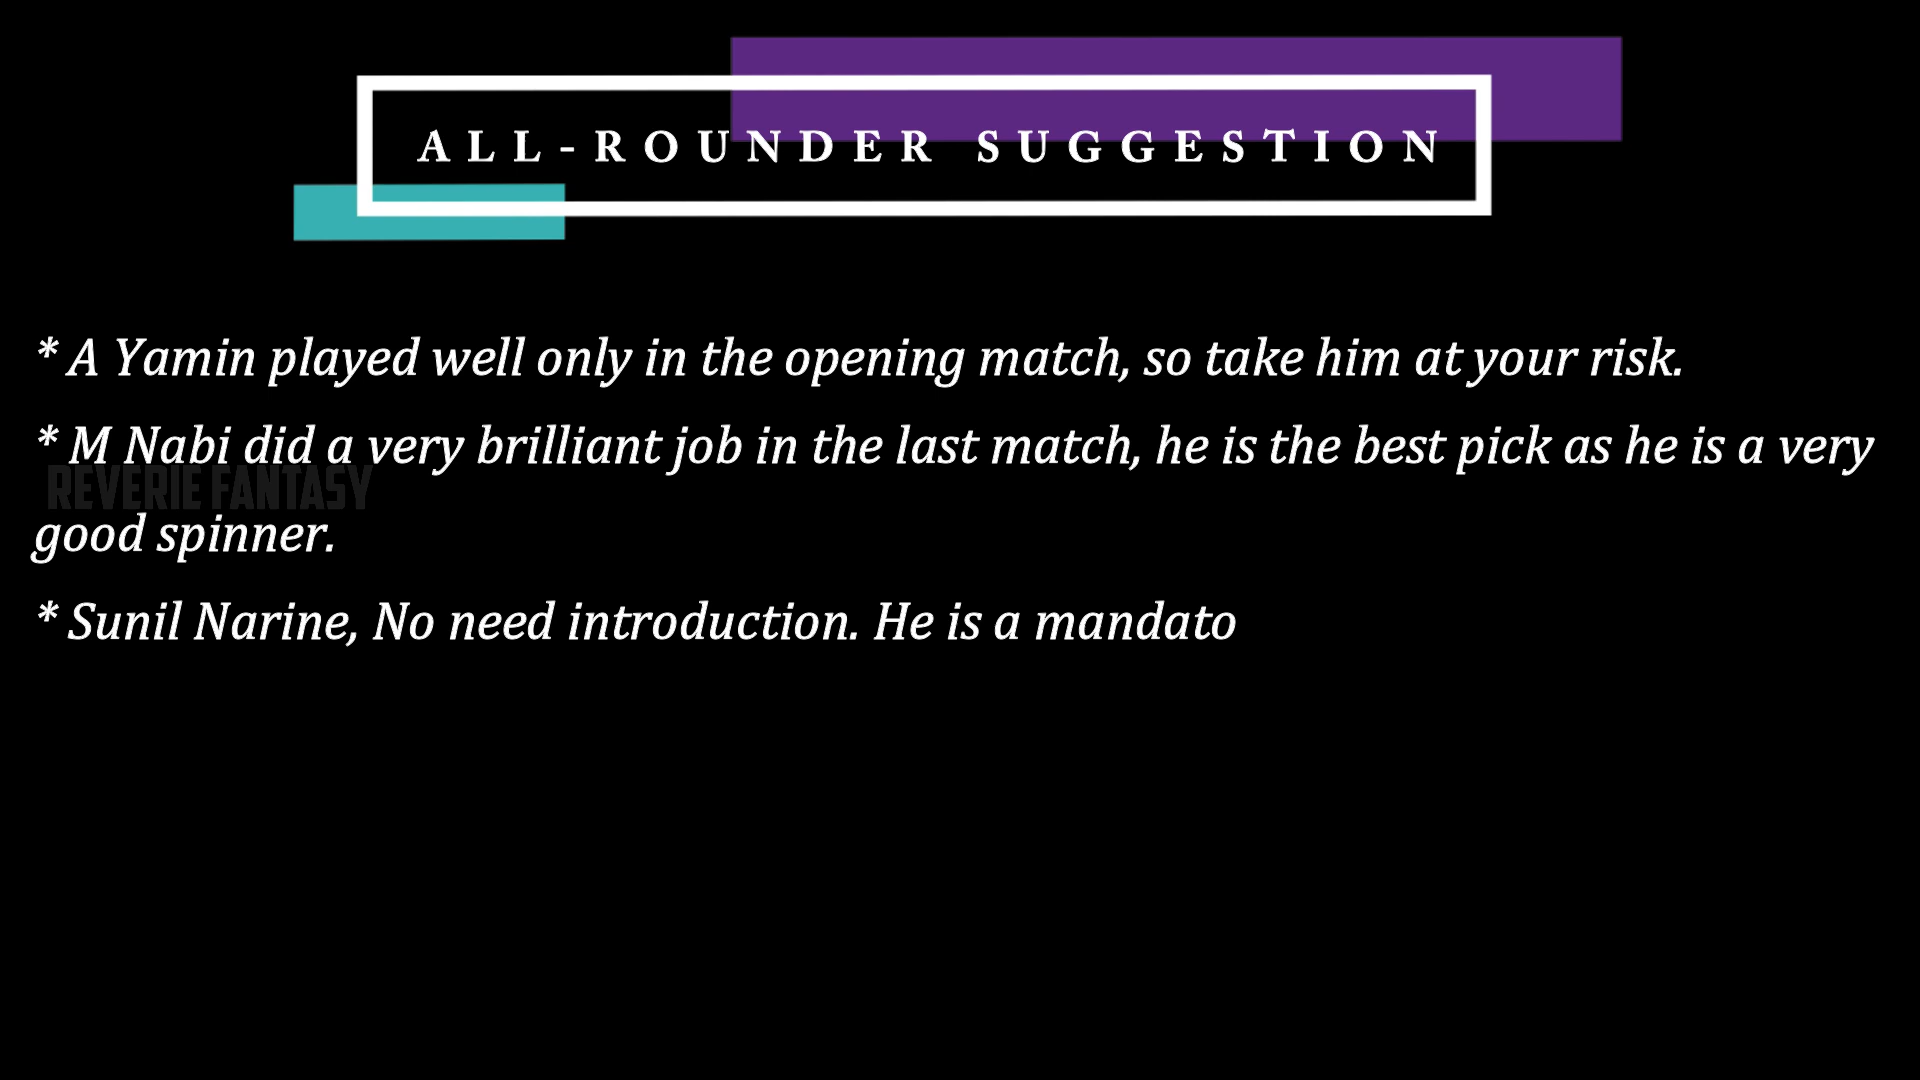 ALL-ROUNDER SUGGESTION
* A Yamin played well only in the opening match, so take him at your risk.
* M Nabi did a very brilliant job in the last match, he is the best pick as he is a very
REVERIE FANTASY
good spinner.
* Sunil Narine, No need introduction. He is a mandato